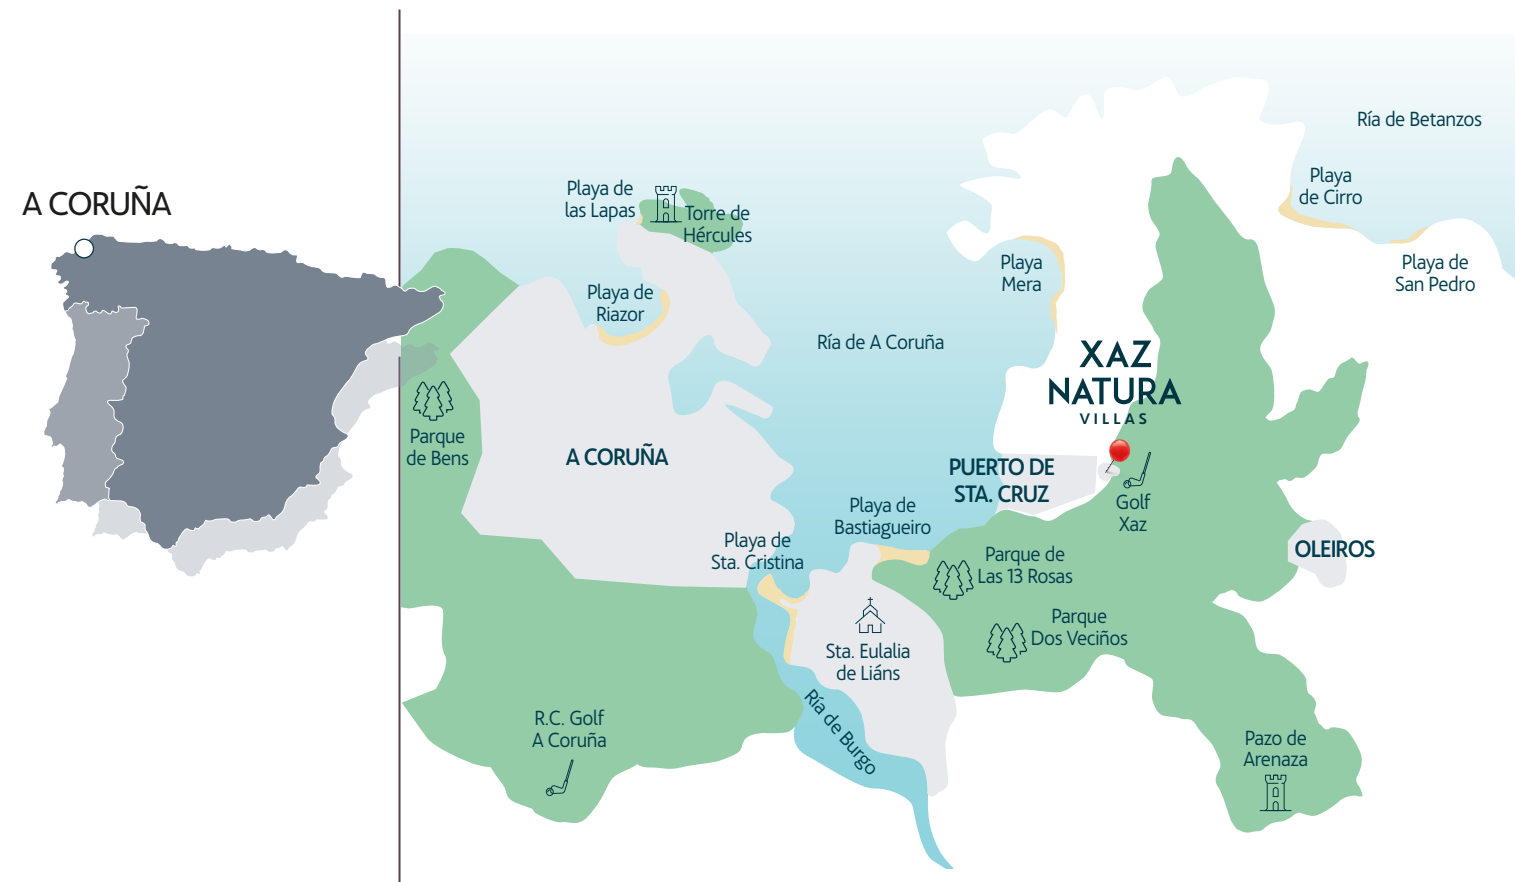 A CORUÑA
Ría de Betanzos
Playa de
las Lapas
Torre de
Hércules
Playa
de Cirro
Playa
Mera
Playa de
San Pedro
Playa de
Riazor
Ría de A Coruña
XAZ
NATURA
VILLAS
Parque
de Bens
A CORUÑA
PUERTO DE
STA. CRUZ
Golf
Xaz
Playa de
Bastiagueiro
Playa de
Sta. Cristina
OLEIROS
Parque de
Las 13 Rosas
Parque
Dos Veciños
Sta. Eulalia
de Liáns
Ría de Burgo
R.C. Golf
A Coruña
Pazo de
Arenaza